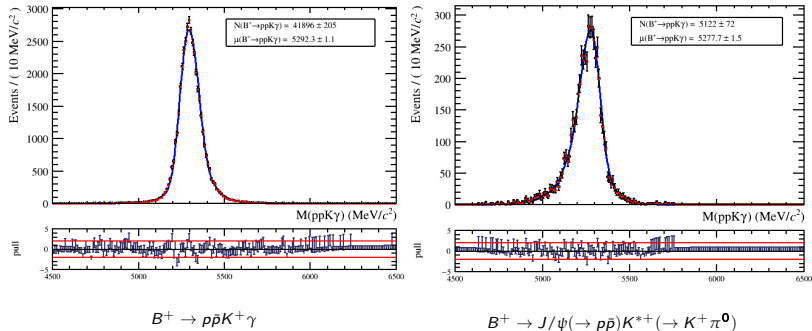 N(B⁺→ppKγ) = 41896 ± 205
μ(B⁺→ppKγ) = 5292.3 ± 1.1
Events / ( 10 MeV/c² )
3000
2500
2000
1500
1000
500
0
M(ppKγ) (MeV/c²)
pull
5
0
−5
4500 5000 5500 6000 6500
B⁺ → pp̄K⁺γ
N(B⁺→ppKγ) = 5122 ± 72
μ(B⁺→ppKγ) = 5277.7 ± 1.5
Events / ( 10 MeV/c² )
300
250
200
150
100
50
0
M(ppKγ) (MeV/c²)
pull
5
0
−5
5000 5500 6000 6500
B⁺ → J/ψ(→ pp̄)K*⁺(→ K⁺π⁰)